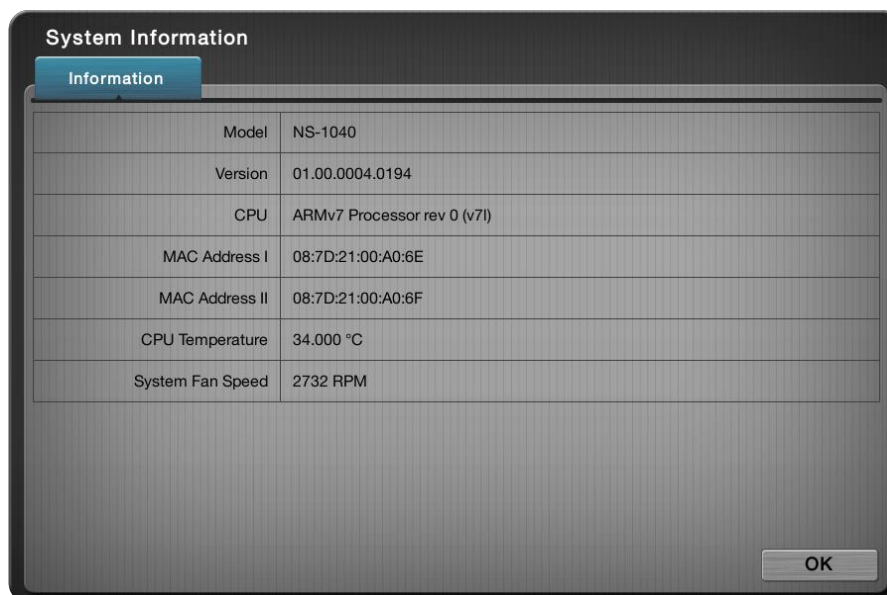 System Information
Information
Model NS-1040
Version 01.00.0004.0194
CPU ARMv7 Processor rev 0 (v7l)
MAC Address I 08:7D:21:00:A0:6E
MAC Address II 08:7D:21:00:A0:6F
CPU Temperature 34.000 °C
System Fan Speed 2732 RPM
OK